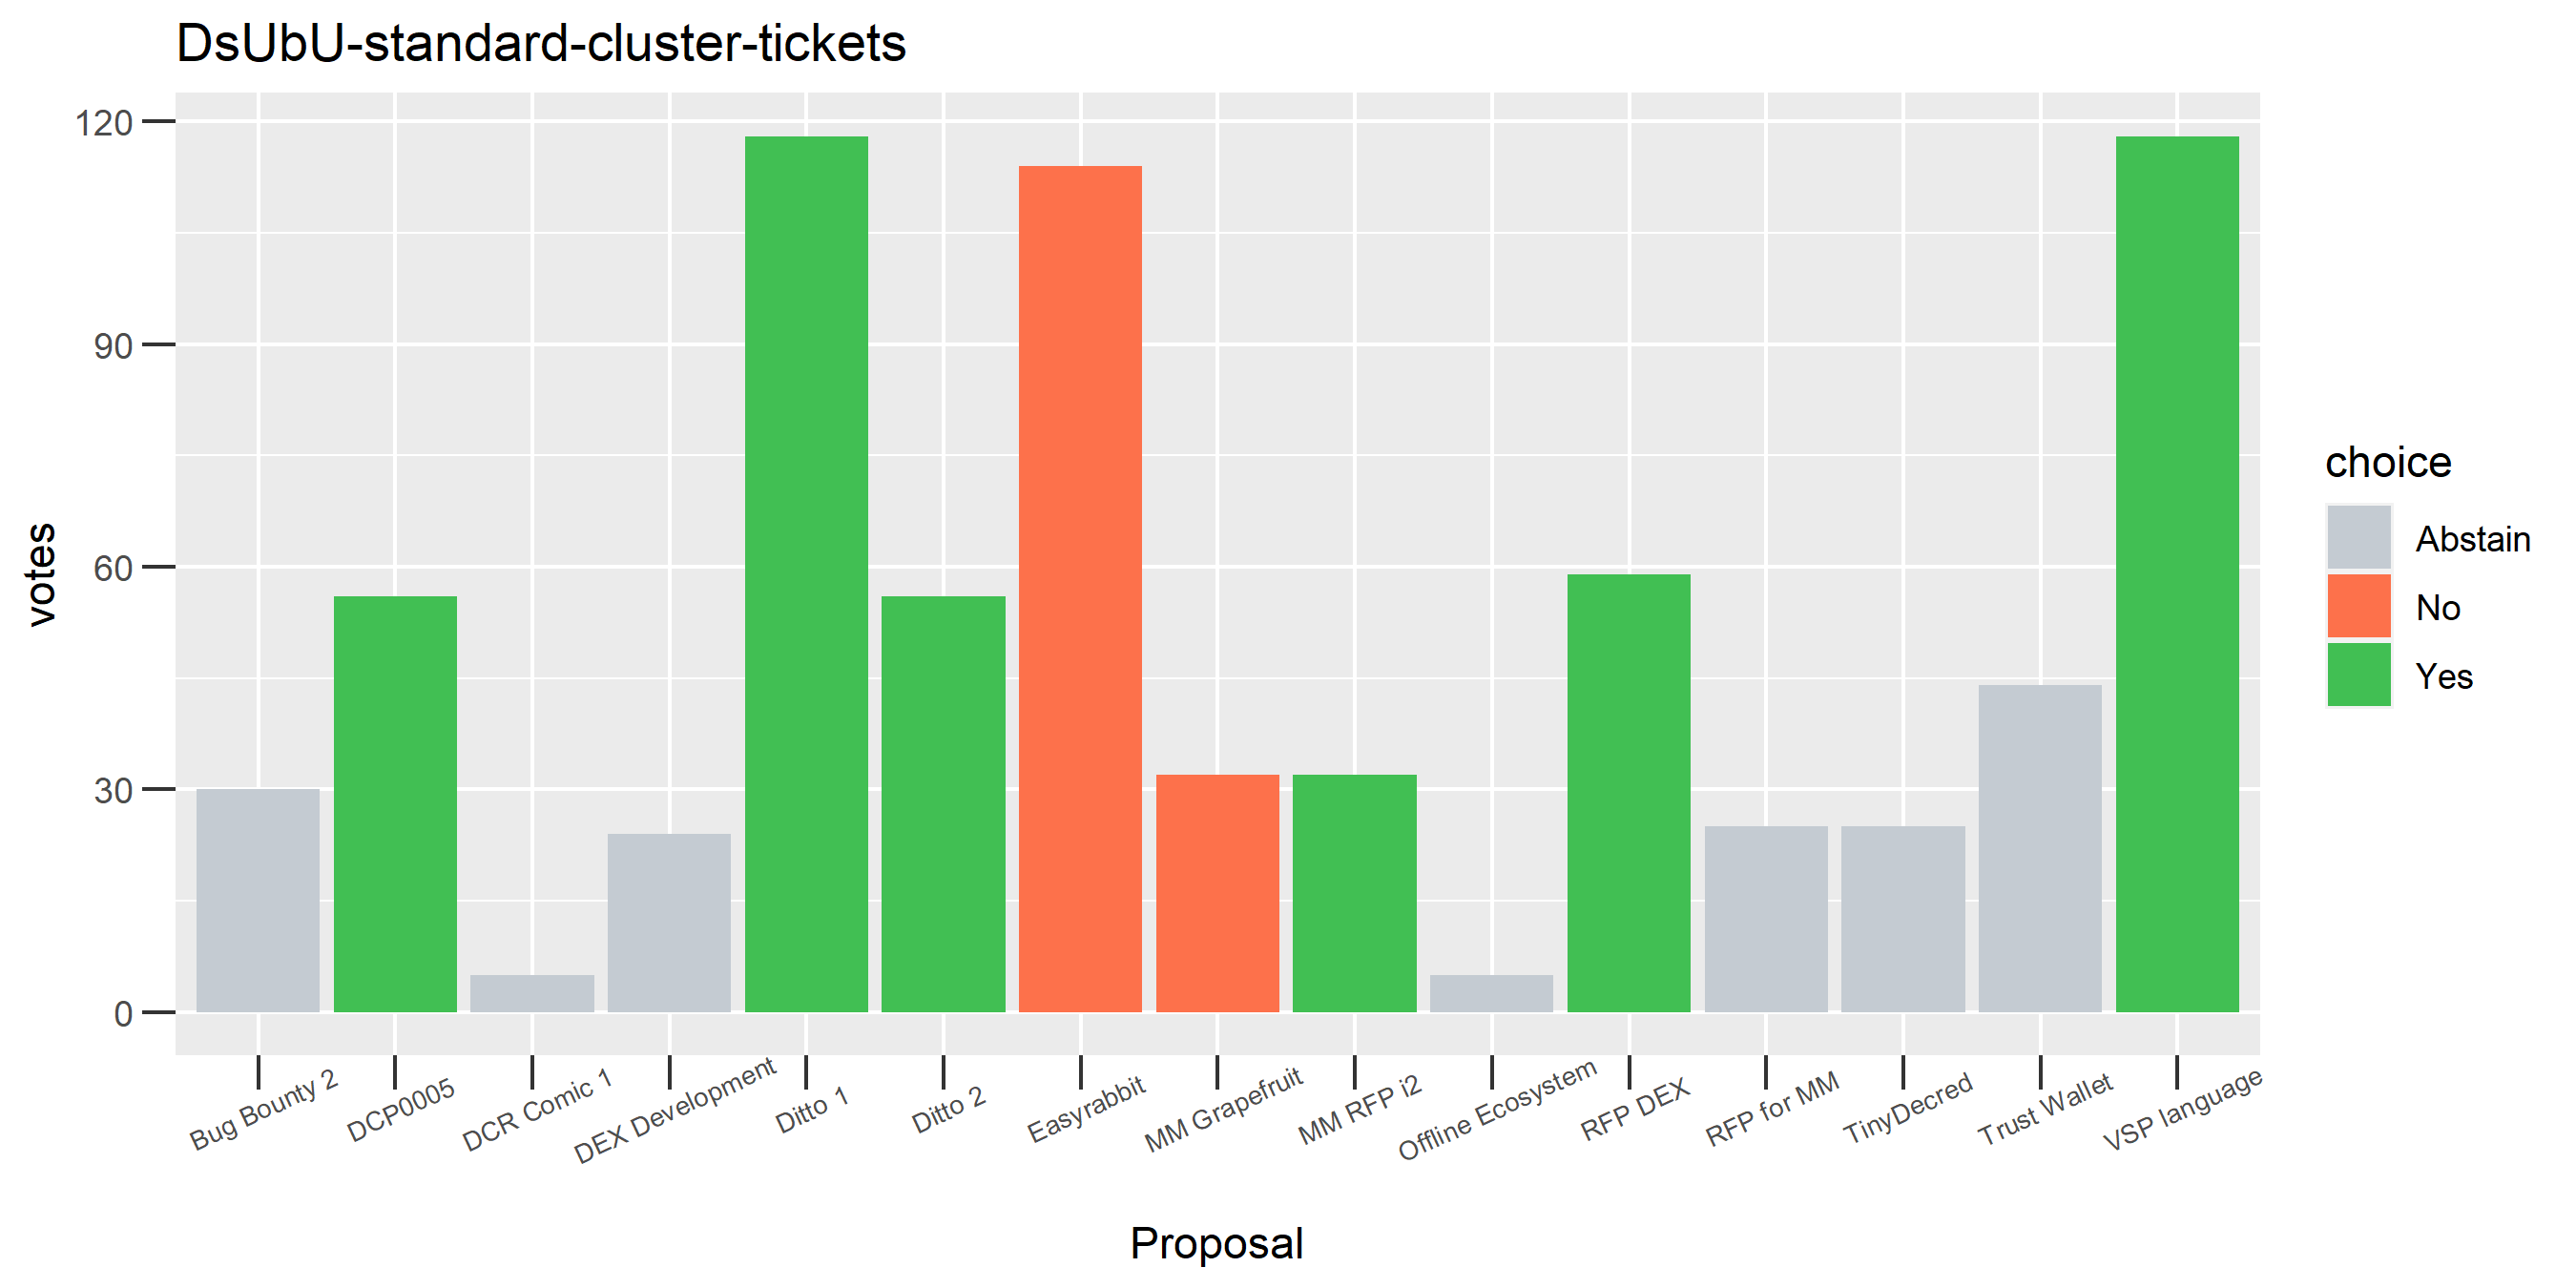 DsUbU-standard-cluster-tickets
120
90
60
30
0
votes
Bug Bounty 2
DCP0005
DCR Comic 1
DEX Development
Ditto 1
Ditto 2
Easyrabbit
MM Grapefruit
MM RFP i2
Offline Ecosystem
RFP DEX
RFP for MM
TinyDecred
Trust Wallet
VSP language
Proposal
choice
Abstain
No
Yes